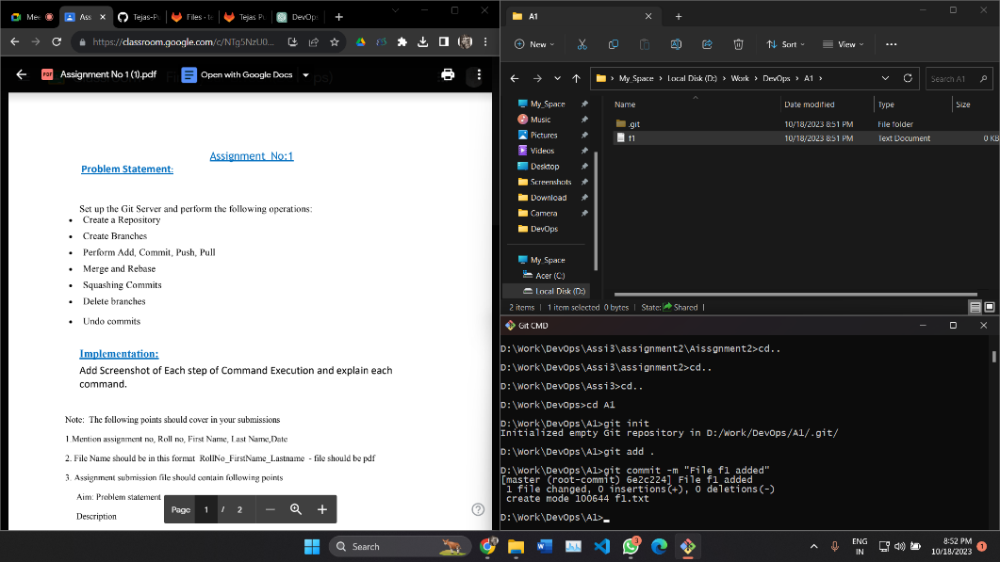 Mee
Ass
Tejas-Pu
Files · te
Tejas Pu
DevOp
https://classroom.google.com/c/NTg5NzU0...
Assignment No 1 (1).pdf
Open with Google Docs
Assignment No:1
Problem Statement:
Set up the Git Server and perform the following operations:
• Create a Repository
• Create Branches
• Perform Add, Commit, Push, Pull
• Merge and Rebase
• Squashing Commits
• Delete branches
• Undo commits
Implementation:
Add Screenshot of Each step of Command Execution and explain each
command.
Note: The following points should cover in your submissions
1 Mention assignment no, Roll no, First Name, Last Name,Date
2. File Name should be in this format RollNo_FirstName_Lastname - file should be pdf
3. Assignment submission file should contain following points
Aim: Problem statement
Description
Page 1 / 2
A1
New
Sort
View
My_Space > Local Disk (D:) > Work > DevOps > A1 >
Search A1
My_Space
Music
Pictures
Videos
Desktop
Screenshots
Download
Camera
DevOps
My_Space
Acer (C:)
Local Disk (D:)
Name Date modified Type Size
.git 10/18/2023 8:51 PM File folder
f1 10/18/2023 8:51 PM Text Document 0 KB
2 items 1 item selected 0 bytes State: Shared
Git CMD
D:\Work\DevOps\Assi3\assignment2\Aissgnment2>cd..
D:\Work\DevOps\Assi3\assignment2>cd..
D:\Work\DevOps\Assi3>cd..
D:\Work\DevOps>cd A1
D:\Work\DevOps\A1>git init
Initialized empty Git repository in D:/Work/DevOps/A1/.git/
D:\Work\DevOps\A1>git add .
D:\Work\DevOps\A1>git commit -m "File f1 added"
[master (root-commit) 6e2c224] File f1 added
1 file changed, 0 insertions(+), 0 deletions(-)
create mode 100644 f1.txt
D:\Work\DevOps\A1>
Search
3
ENG
IN
8:52 PM
10/18/2023
1